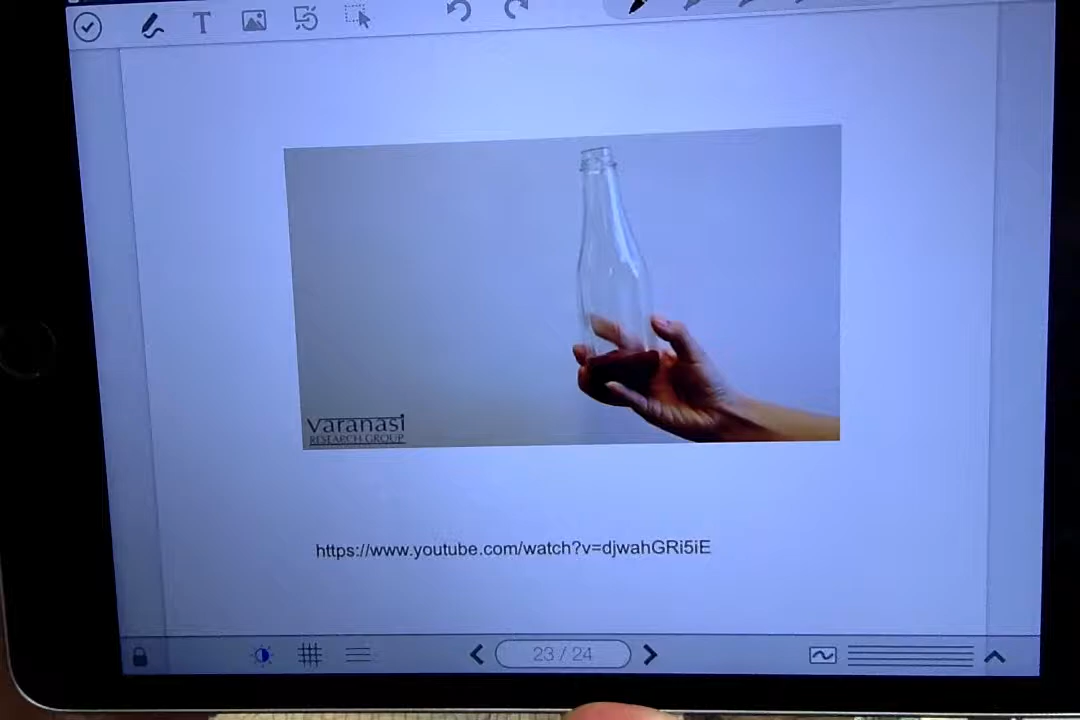 T
varanasi
RESEARCH GROUP
https://www.youtube.com/watch?v=djwahGRi5iE
23 / 24